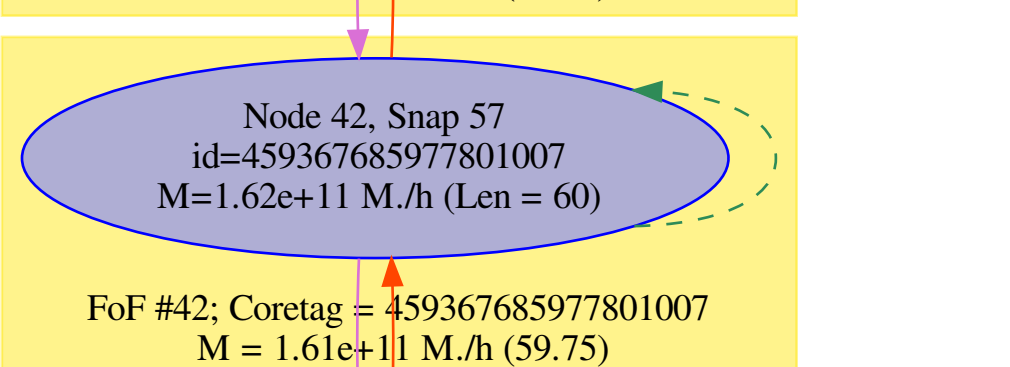 Node 42, Snap 57
id=459367685977801007
M=1.62e+11 M./h (Len = 60)
FoF #42; Coretag = 459367685977801007
M = 1.61e+11 M./h (59.75)